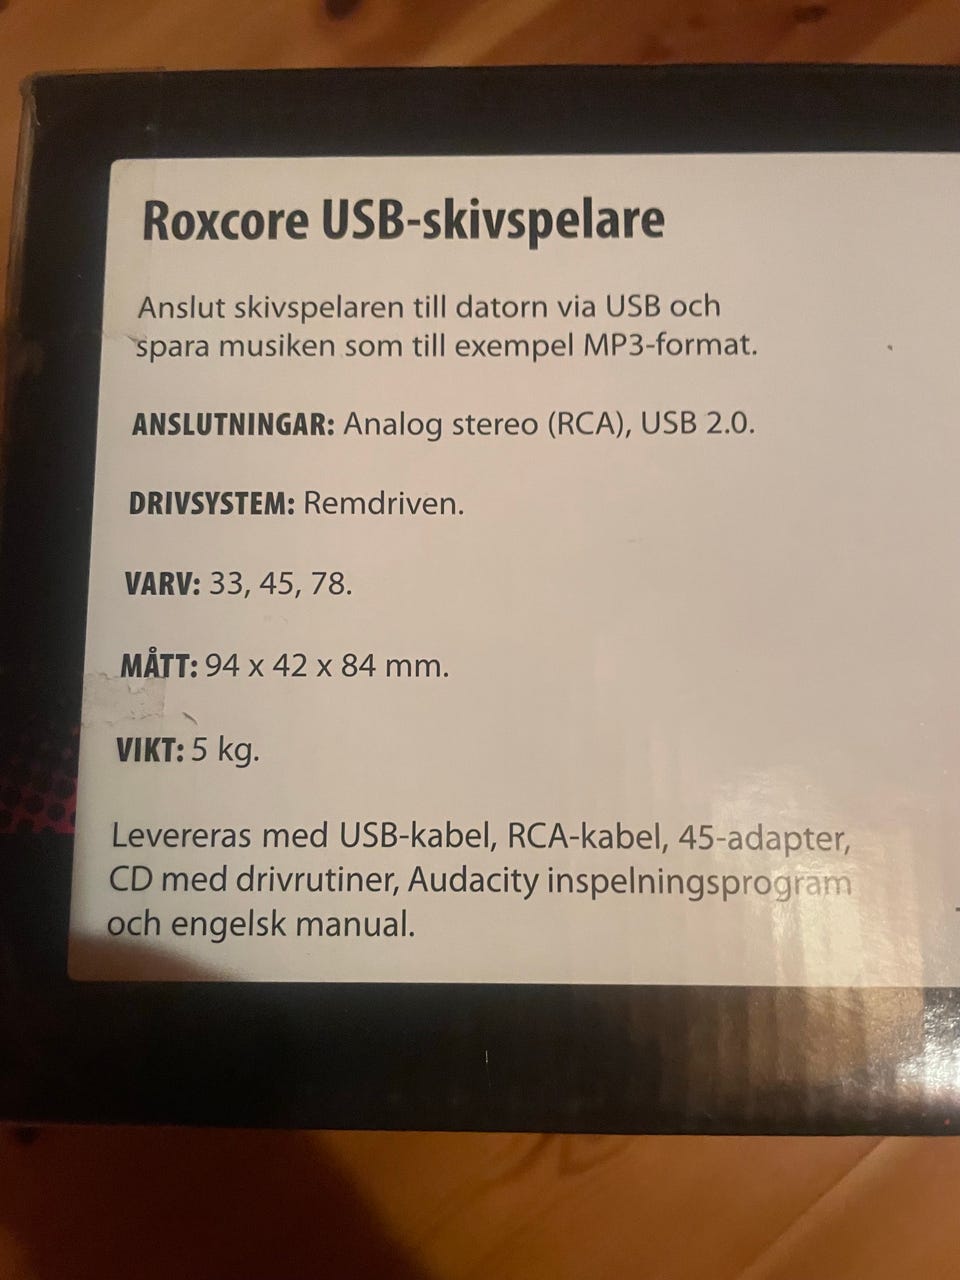 Roxcore USB-skivspelare
Anslut skivspelaren till datorn via USB och
spara musiken som till exempel MP3-format.
ANSLUTNINGAR: Analog stereo (RCA), USB 2.0.
DRIVSYSTEM: Remdriven.
VARV: 33, 45, 78.
MÅTT: 94 x 42 x 84 mm.
VIKT: 5 kg.
Levereras med USB-kabel, RCA-kabel, 45-adapter,
CD med drivrutiner, Audacity inspelningsprogram
och engelsk manual.